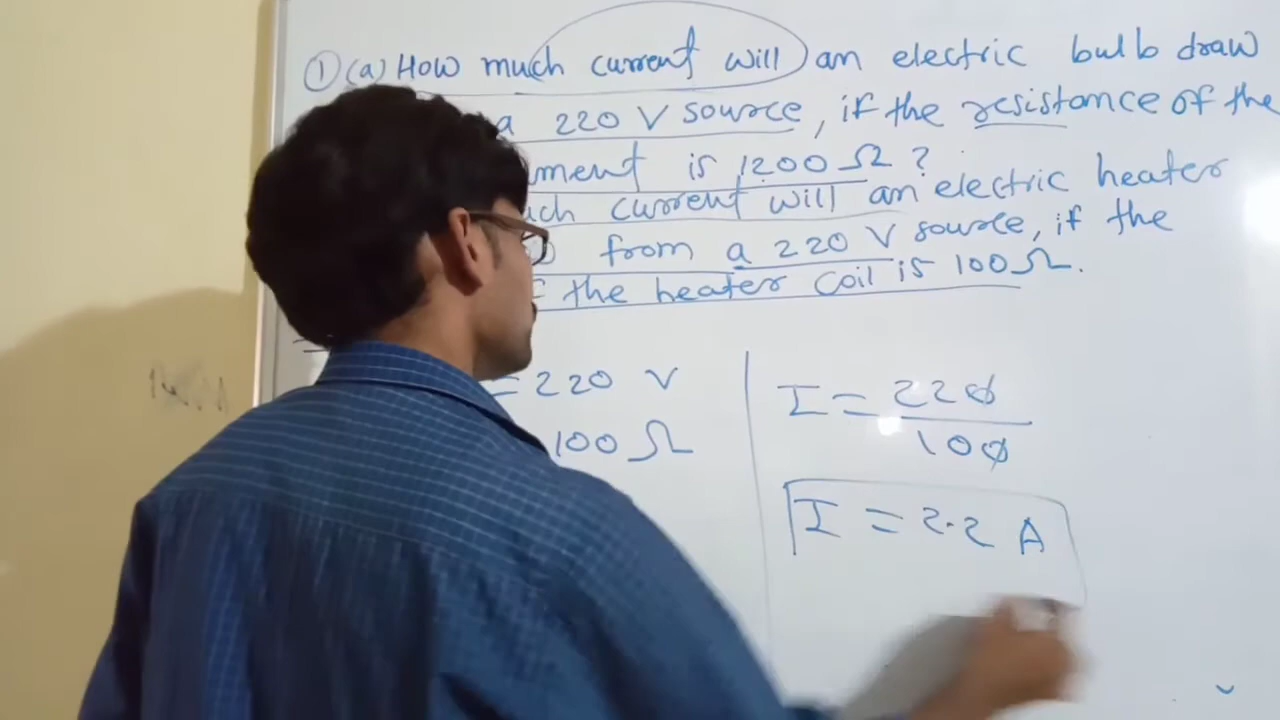 ① (a) How much current will an electric bulb draw
a 220 V source, if the resistance of the
ment is 1200 Ω ?
uch current will an electric heater
from a 220 V source, if the
the heater coil is 100 Ω.
= 220 V
100 Ω
I = 220
100
I = 2.2 A